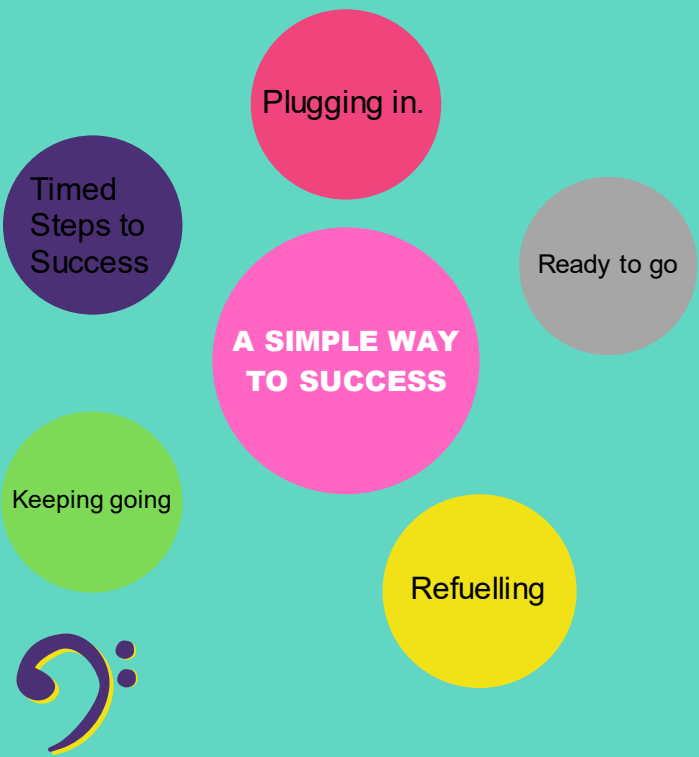 Plugging in.
Timed
Steps to
Success
Ready to go
A SIMPLE WAY
TO SUCCESS
Keeping going
Refuelling